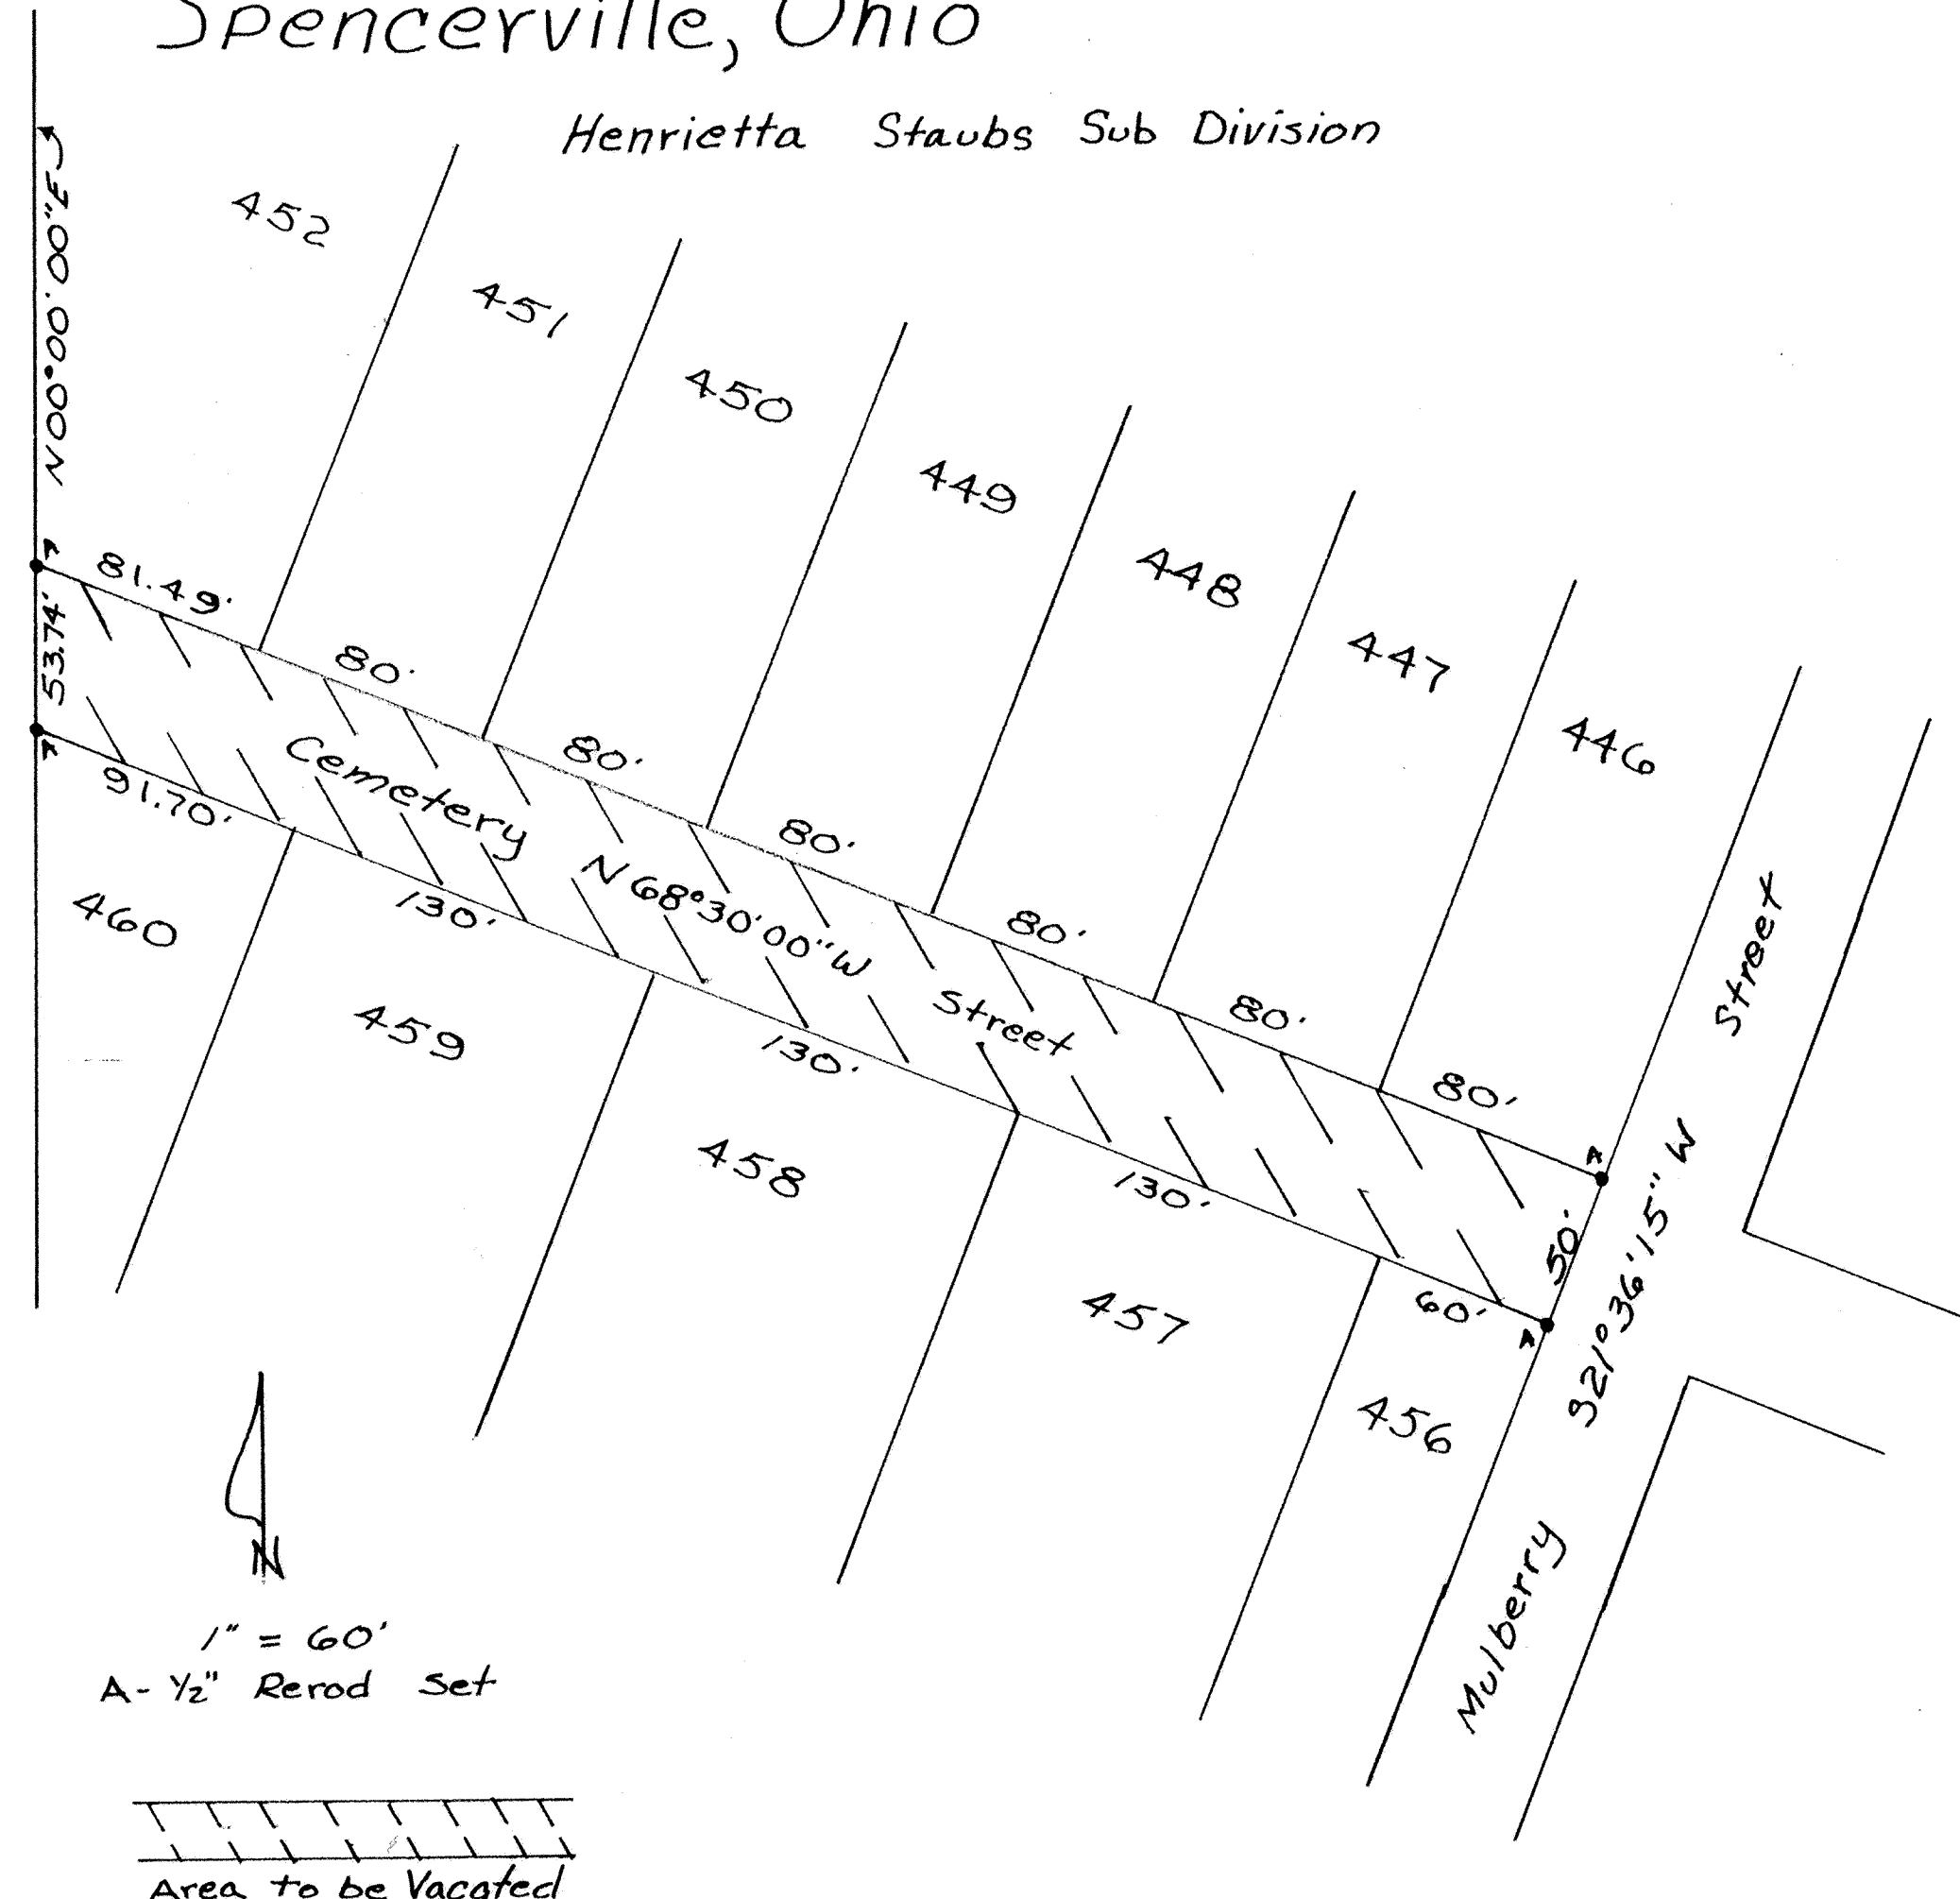 Spencerville, Ohio
Henrietta Staubs Sub Division
N00°00'00"E
452
451
450
449
448
447
446
81.49'
80'
80'
80'
80'
80'
80'
53.74'
A
A
91.70'
130'
130'
130'
60'
Cemetery N68°30'00"W Street
460
459
458
457
456
A
50'
A
Mulberry S21°36'15"W Street
N
1" = 60'
A- 1/2" Rerod Set
Area to be Vacated